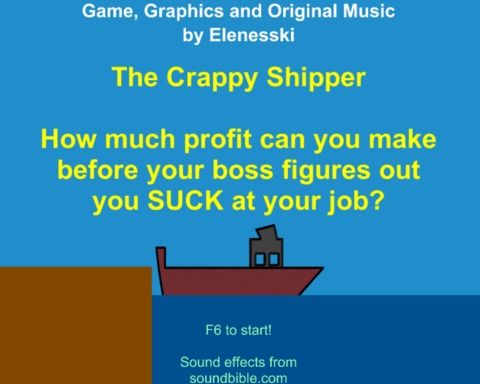 Game, Graphics and Original Music
by Elenesski
The Crappy Shipper
How much profit can you make
before your boss figures out
you SUCK at your job?
F6 to start!
Sound effects from
soundbible.com